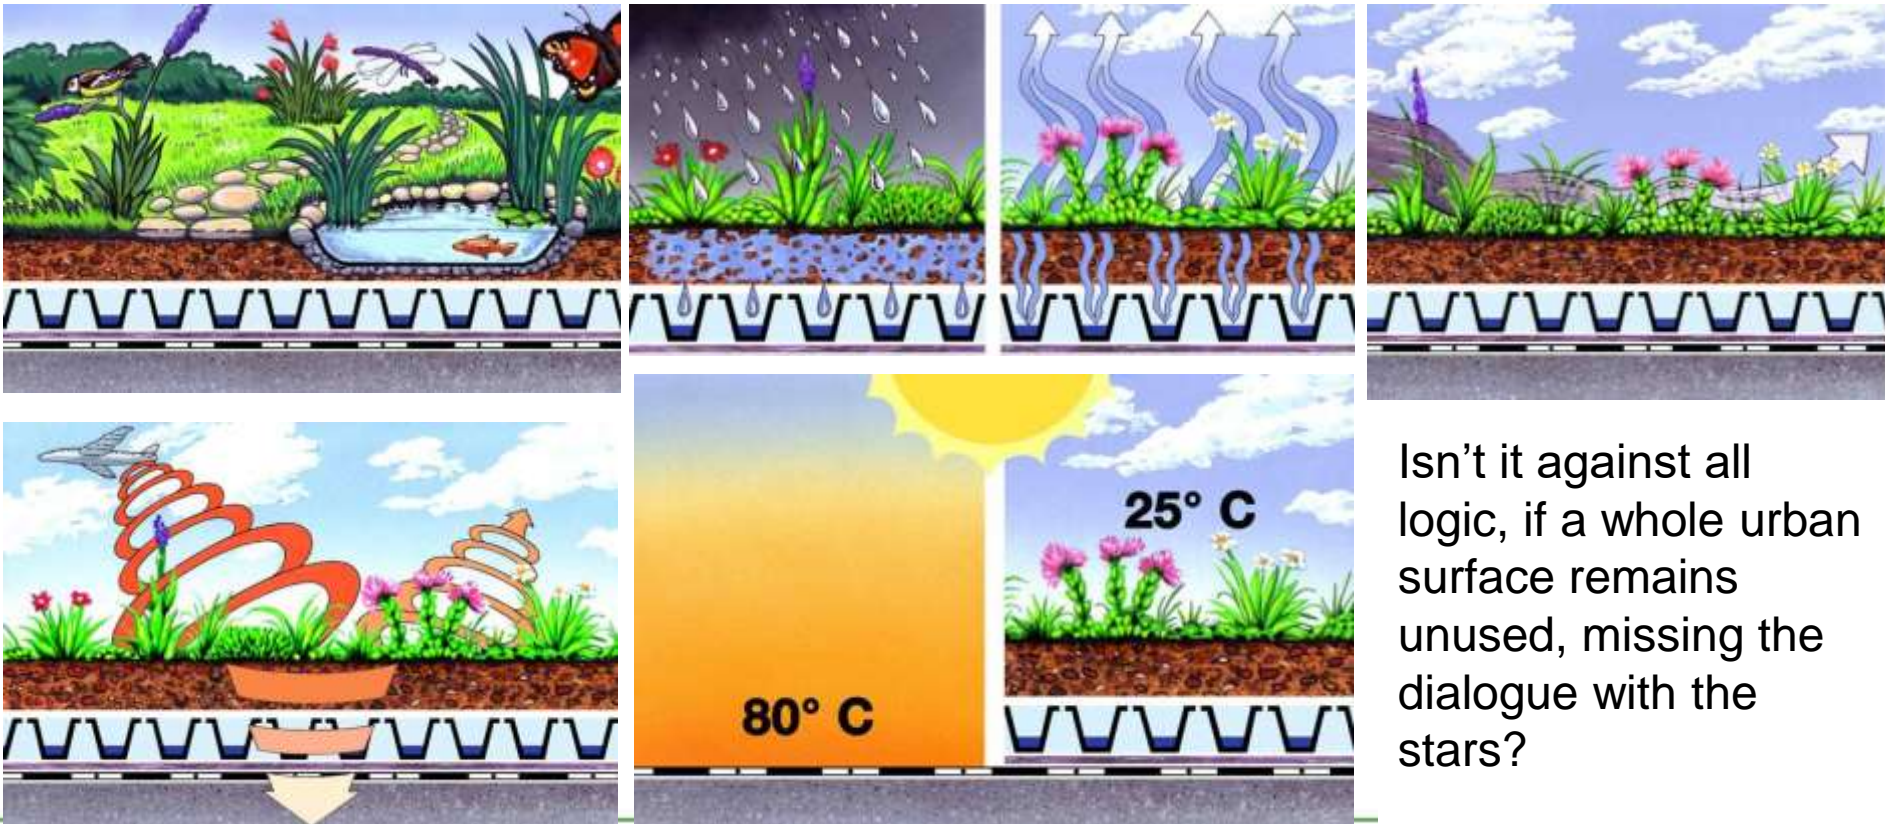 25° C
80° C
Isn’t it against all
logic, if a whole urban
surface remains
unused, missing the
dialogue with the
stars?